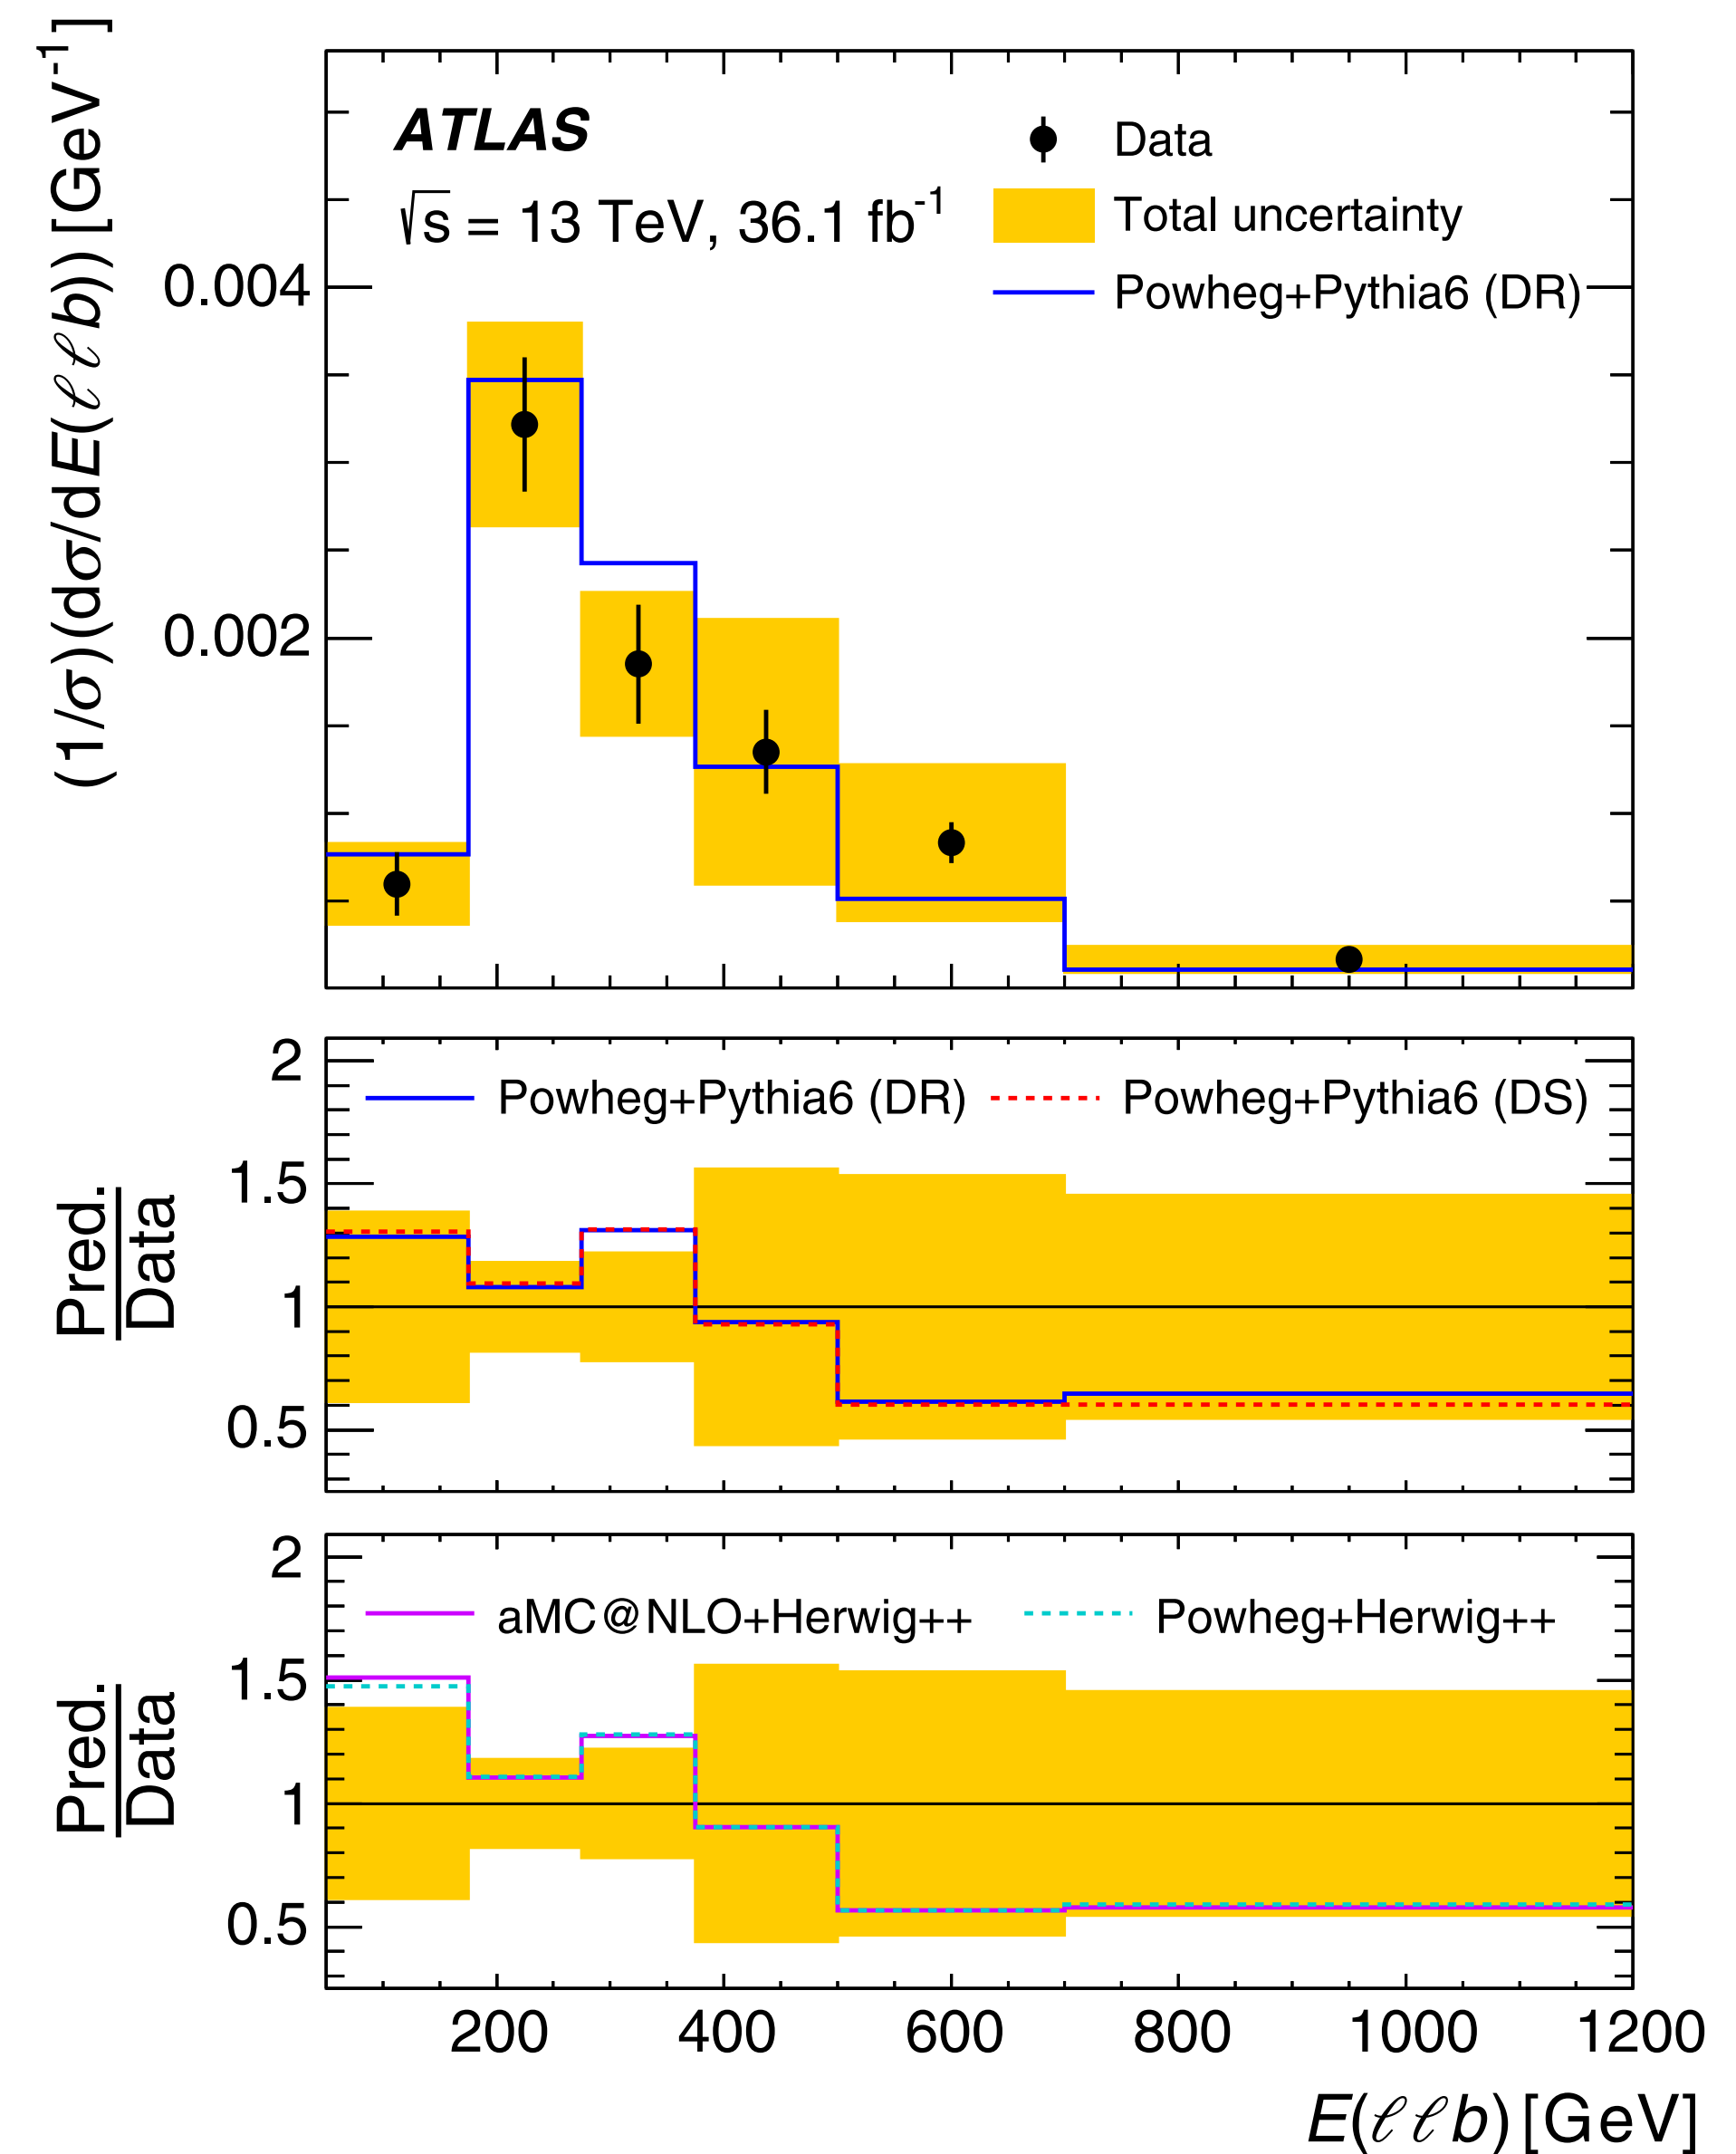 (1/σ)(dσ/dE(ℓℓb)) [GeV⁻¹]
ATLAS
√s = 13 TeV, 36.1 fb⁻¹
Data
Total uncertainty
Powheg+Pythia6 (DR)
0.004
0.002
Pred.
Data
2
1.5
1
0.5
Powheg+Pythia6 (DR)
Powheg+Pythia6 (DS)
Pred.
Data
2
1.5
1
0.5
aMC@NLO+Herwig++
Powheg+Herwig++
200 400 600 800 1000 1200
E(ℓℓb) [GeV]